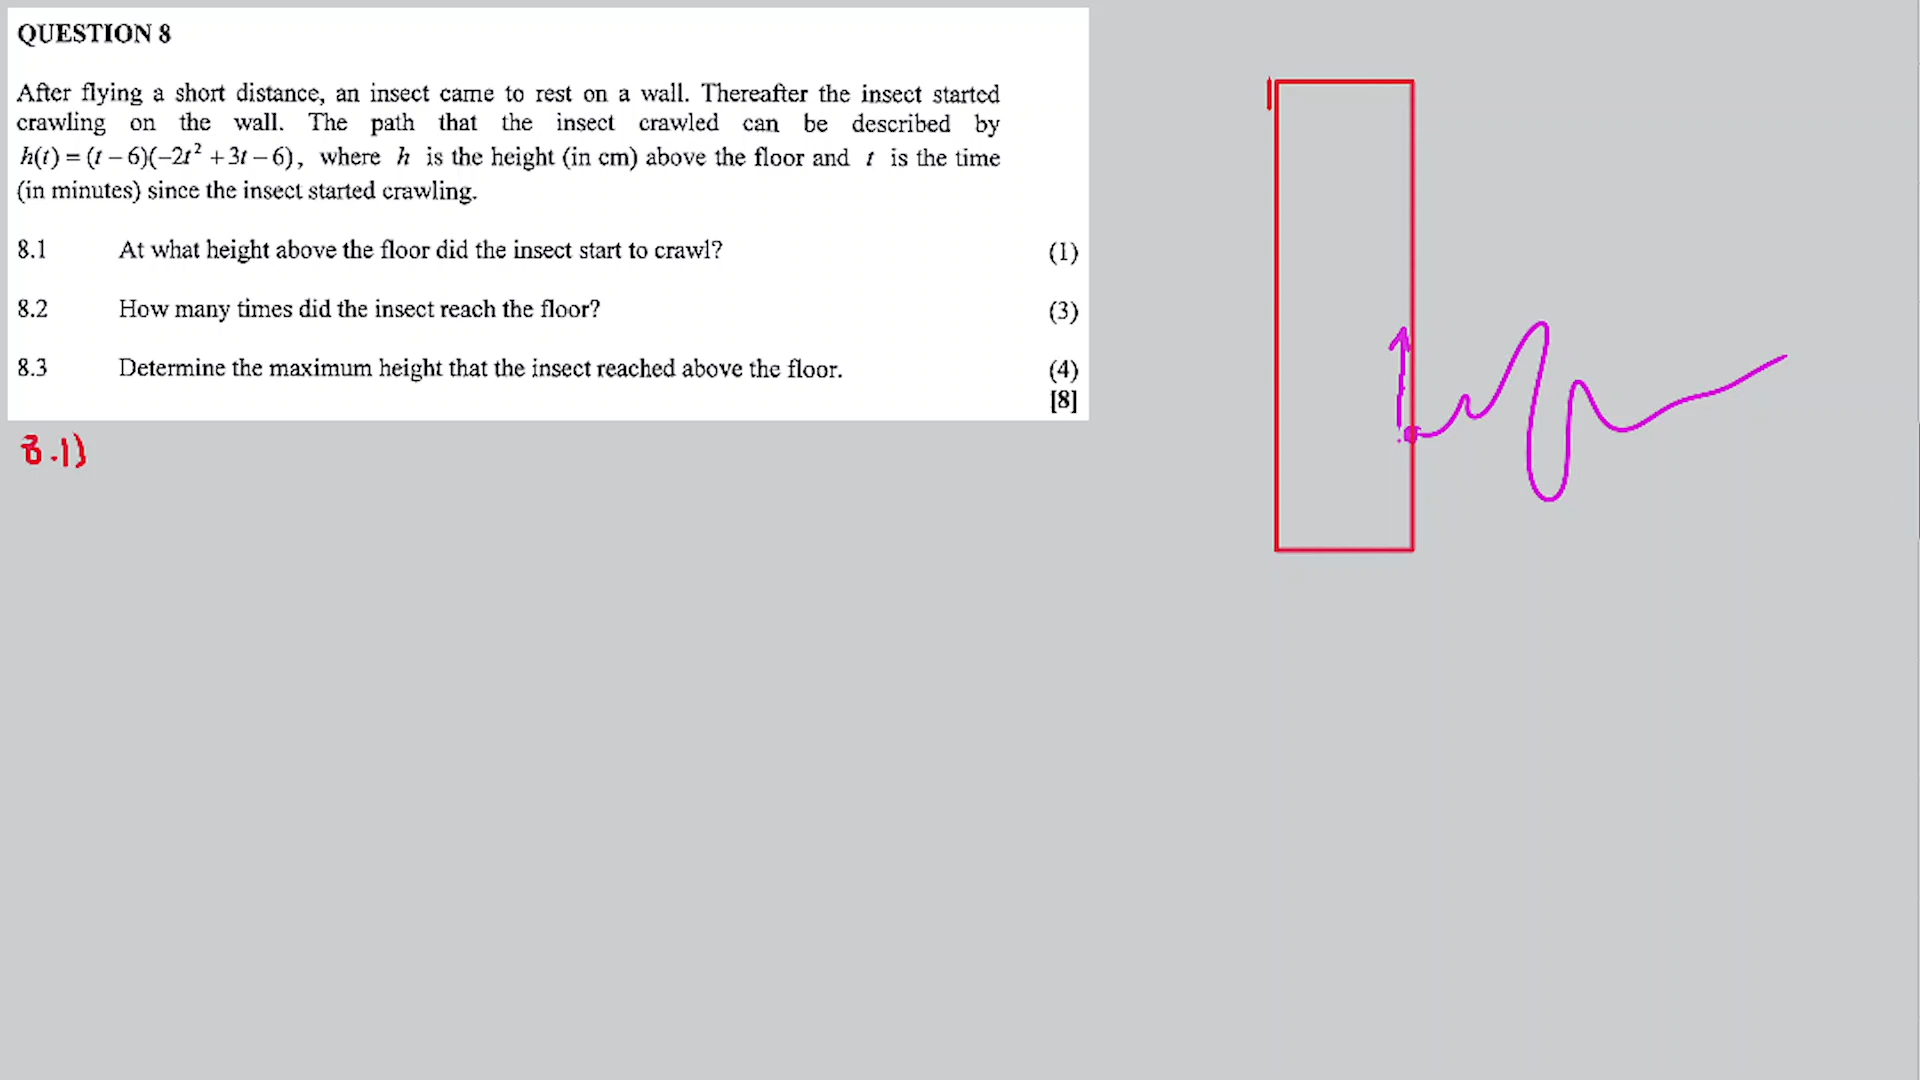 QUESTION 8
After flying a short distance, an insect came to rest on a wall. Thereafter the insect started
crawling on the wall. The path that the insect crawled can be described by
h(t) = (t – 6)(–2t² + 3t – 6), where h is the height (in cm) above the floor and t is the time
(in minutes) since the insect started crawling.
8.1 At what height above the floor did the insect start to crawl? (1)
8.2 How many times did the insect reach the floor? (3)
8.3 Determine the maximum height that the insect reached above the floor. (4)
[8]
8.1)